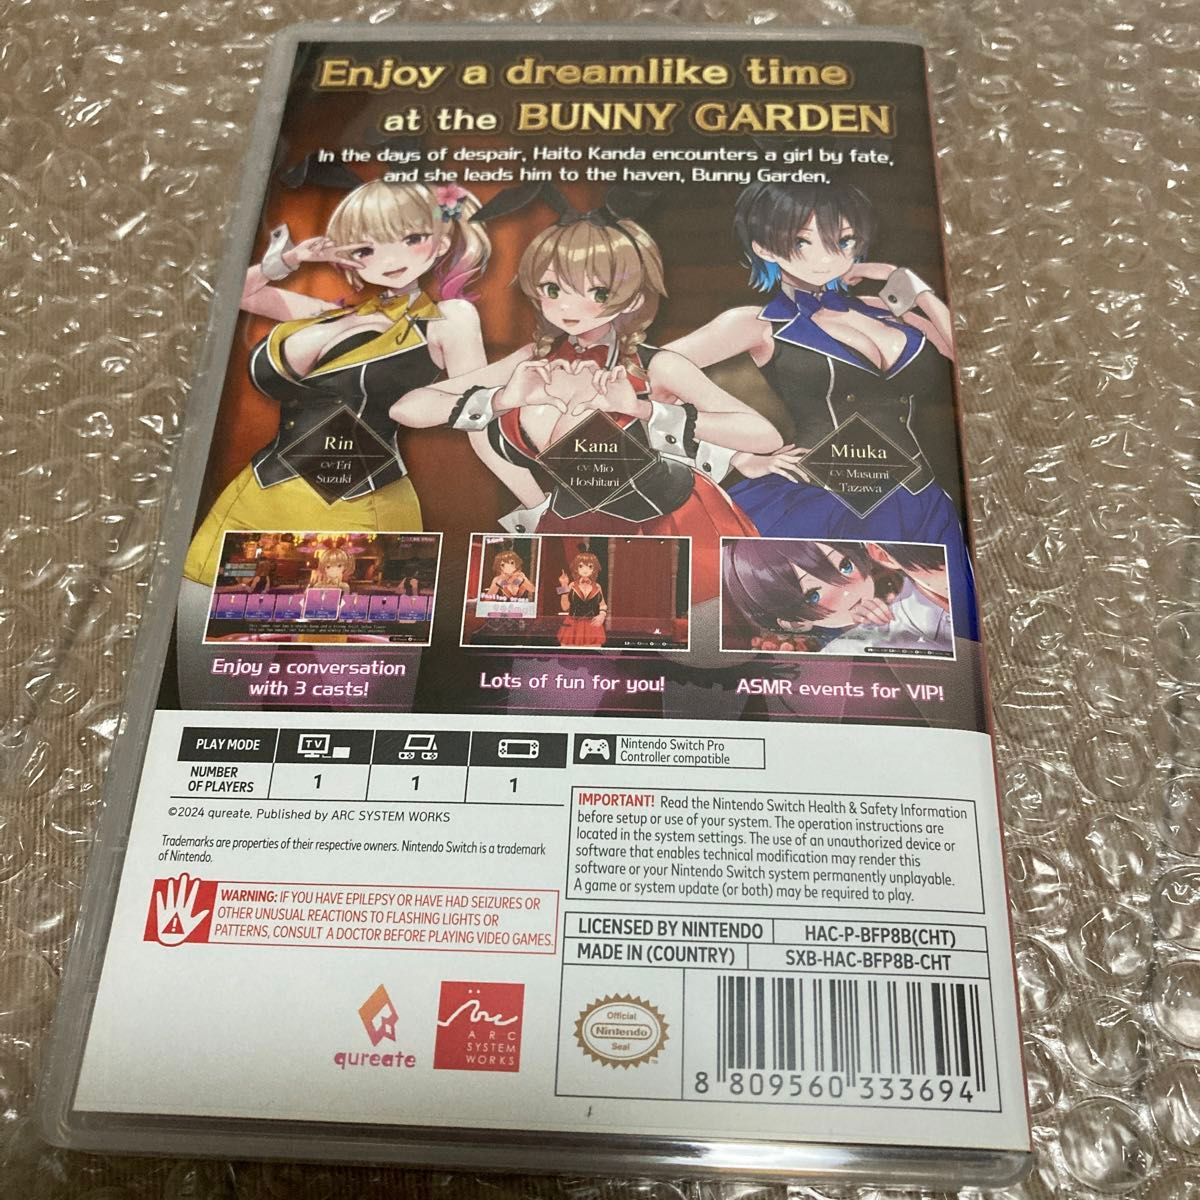 Enjoy a dreamlike time
at the BUNNY GARDEN
In the days of despair, Haito Kanda encounters a girl by fate,
and she leads him to the haven, Bunny Garden.
Rin
CV: Eri
Suzuki
Kana
CV: Mio
Hoshitani
Miuka
CV: Masumi
Tazawa
Enjoy a conversation
with 3 casts!
Lots of fun for you!
ASMR events for VIP!
PLAY MODE
TV
NUMBER
OF PLAYERS
1
1
1
Nintendo Switch Pro
Controller compatible
©2024 qureate. Published by ARC SYSTEM WORKS
Trademarks are properties of their respective owners. Nintendo Switch is a trademark
of Nintendo.
WARNING: IF YOU HAVE EPILEPSY OR HAVE HAD SEIZURES OR
OTHER UNUSUAL REACTIONS TO FLASHING LIGHTS OR
PATTERNS, CONSULT A DOCTOR BEFORE PLAYING VIDEO GAMES.
IMPORTANT! Read the Nintendo Switch Health & Safety Information
before setup or use of your system. The operation instructions are
located in the system settings. The use of an unauthorized device or
software that enables technical modification may render this
software or your Nintendo Switch system permanently unplayable.
A game or system update (or both) may be required to play.
LICENSED BY NINTENDO
HAC-P-BFP8B(CHT)
MADE IN (COUNTRY)
SXB-HAC-BFP8B-CHT
qureate
Arc
ARC
SYSTEM
WORKS
Official
Nintendo
Seal
8 809560 333694